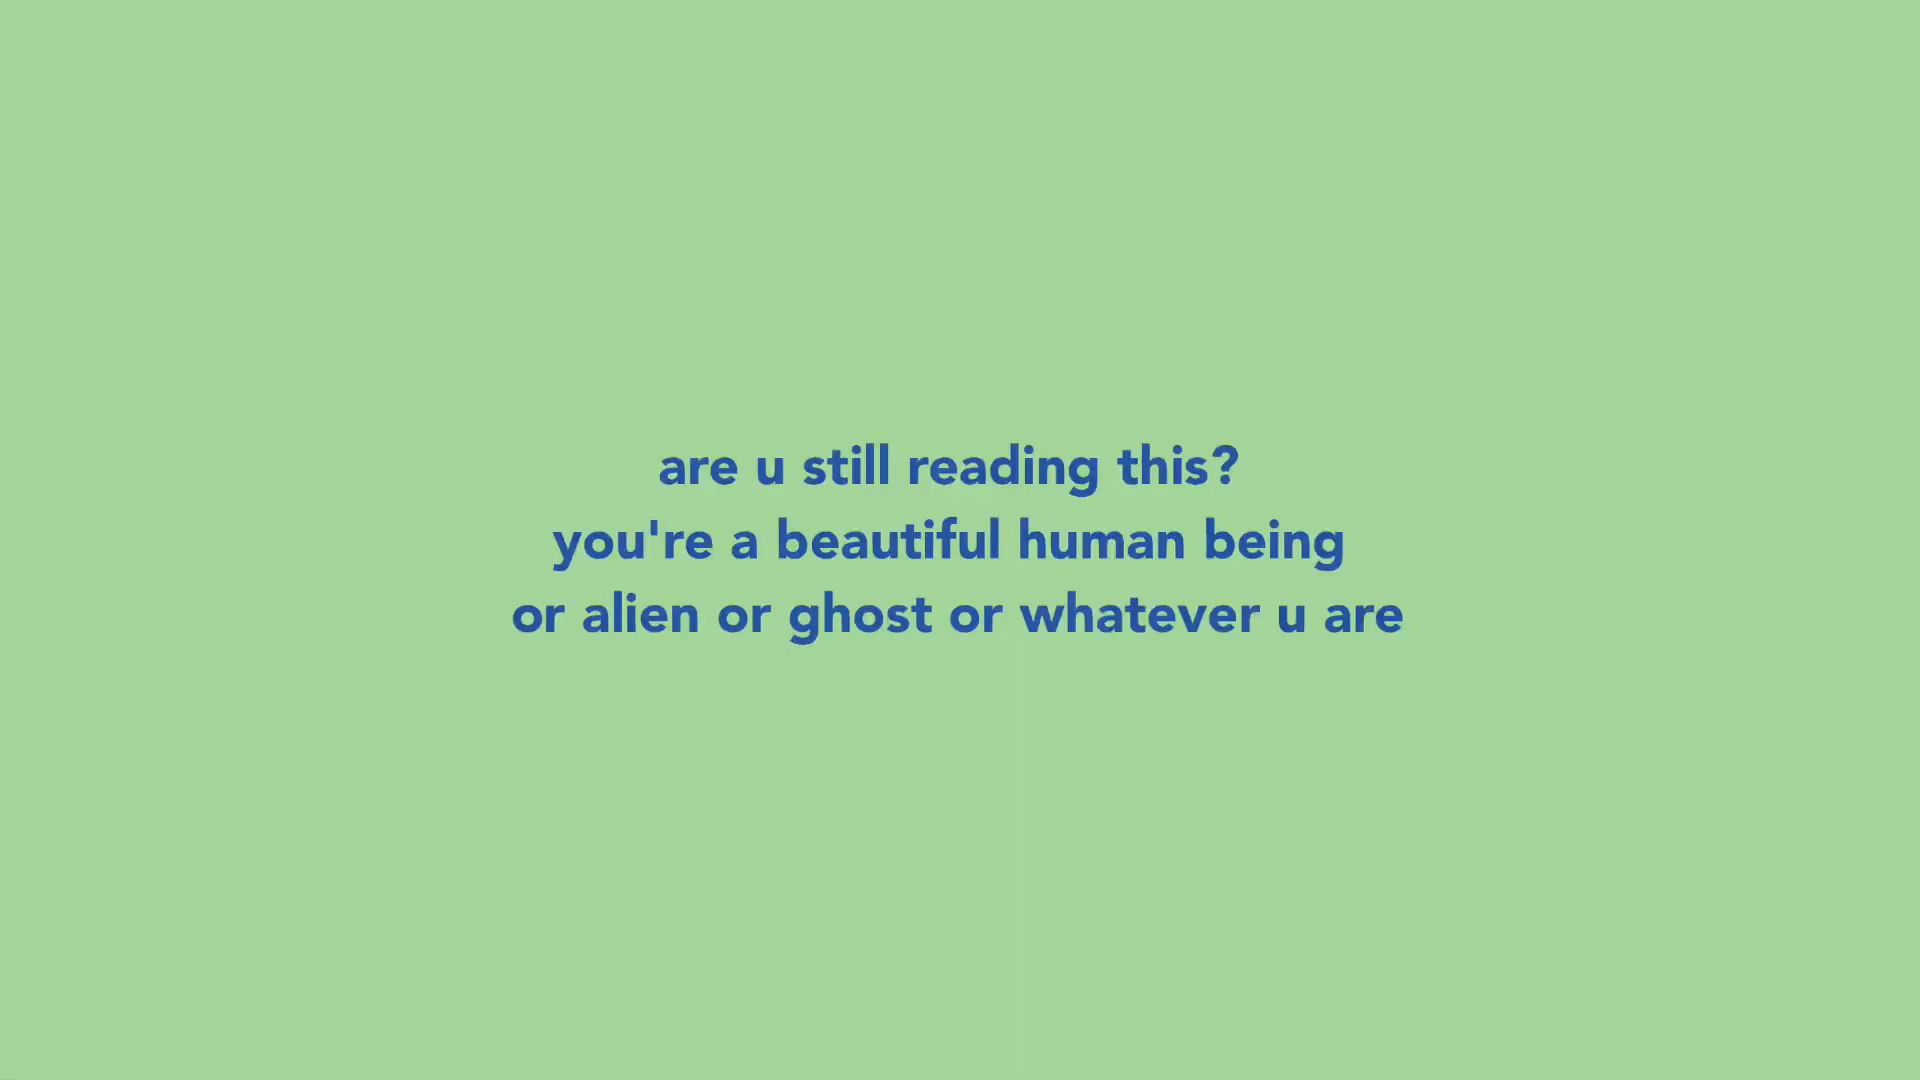 are u still reading this?
you're a beautiful human being
or alien or ghost or whatever u are